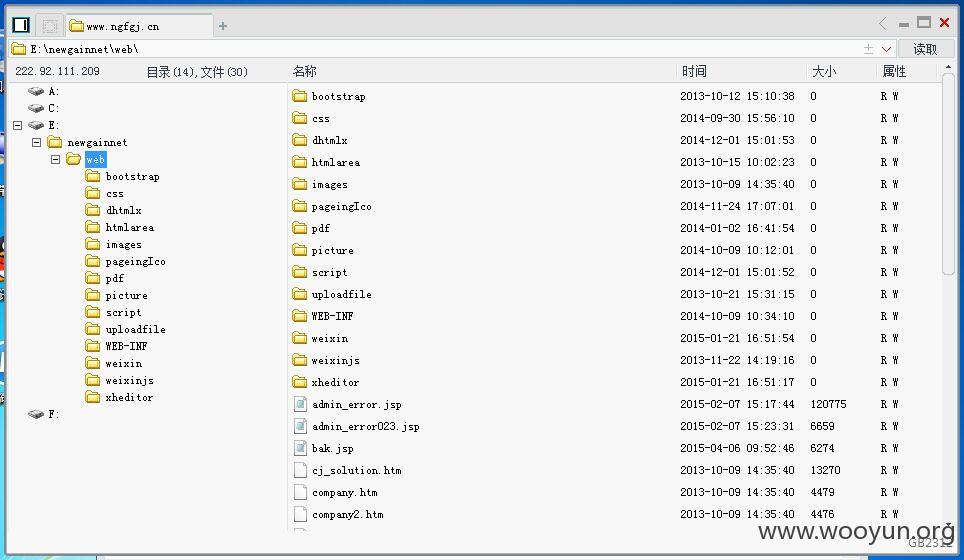 www.ngfgj.cn
E:\newgainnet\web\ 读取
222.92.111.209 目录(14),文件(30) 名称 时间 大小 属性
A:
C:
E:
newgainnet
web
bootstrap
css
dhtmlx
htmlarea
images
pageingIco
pdf
picture
script
uploadfile
WEB-INF
weixin
weixinjs
xheditor
F:
bootstrap 2013-10-12 15:10:38 0 R W
css 2014-09-30 15:56:10 0 R W
dhtmlx 2014-12-01 15:01:53 0 R W
htmlarea 2013-10-15 10:02:23 0 R W
images 2013-10-09 14:35:40 0 R W
pageingIco 2014-11-24 17:07:01 0 R W
pdf 2014-01-02 16:41:54 0 R W
picture 2014-10-09 10:12:01 0 R W
script 2014-12-01 15:01:52 0 R W
uploadfile 2013-10-21 15:31:15 0 R W
WEB-INF 2014-10-09 10:34:10 0 R W
weixin 2015-01-21 16:51:54 0 R W
weixinjs 2013-11-22 14:19:16 0 R W
xheditor 2015-01-21 16:51:17 0 R W
admin_error.jsp 2015-02-07 15:17:44 120775 R W
admin_error023.jsp 2015-02-07 15:23:31 6659 R W
bak.jsp 2015-04-06 09:52:46 6274 R W
cj_solution.htm 2013-10-09 14:35:40 13270 R W
company.htm 2013-10-09 14:35:40 4479 R W
company2.htm 2013-10-09 14:35:40 4476 R W
www.wooyun.org
GB2312